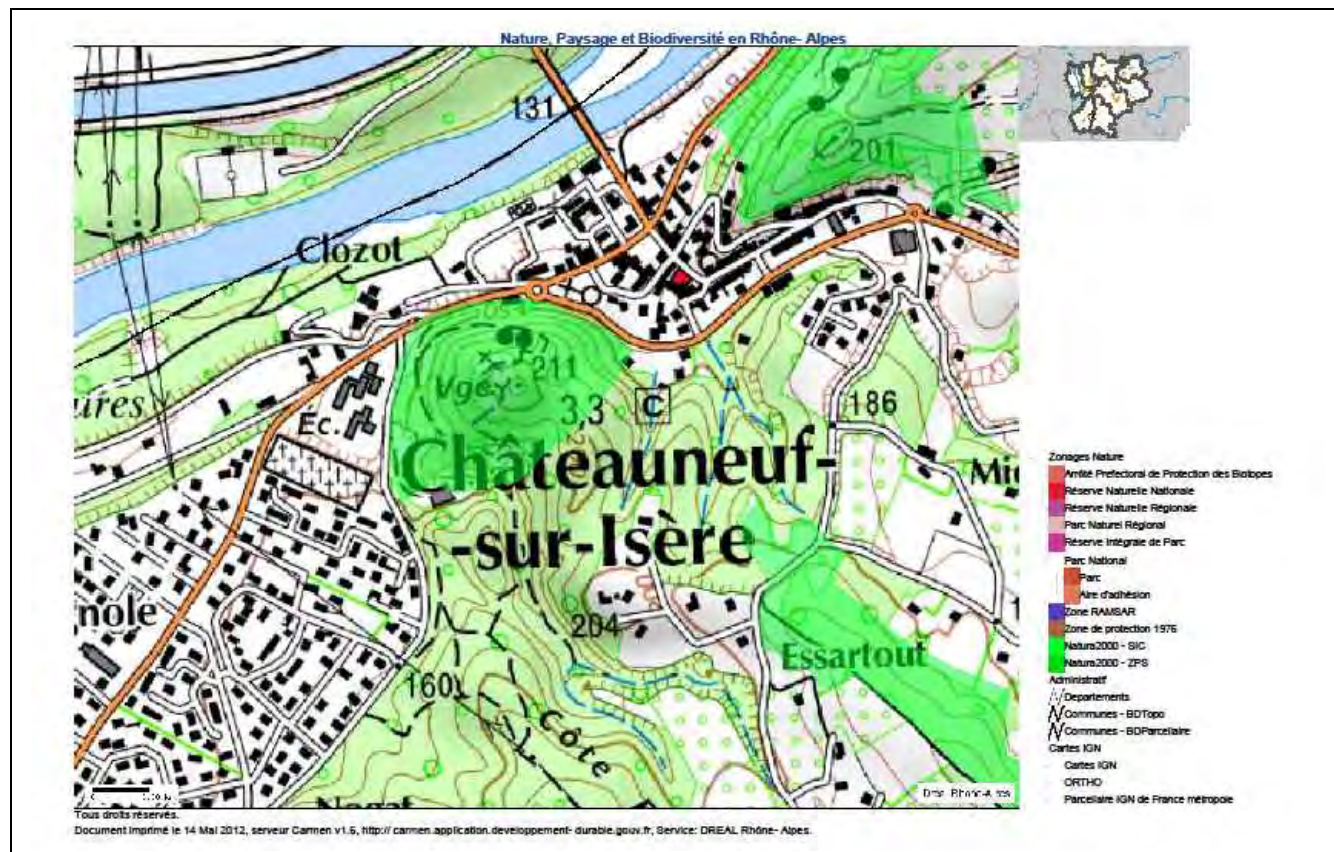 Nature, Paysage et Biodiversité en Rhône- Alpes
131
201
Clozot
211
Éc.
3,3
C
186
Châteauneuf-
-sur-Isère
204
Essartout
160
Côte
Zonages Nature
Arrêté Prefectoral de Protection des Biotopes
Réserve Naturelle Nationale
Réserve Naturelle Régionale
Parc Naturel Régional
Réserve Intégrale de Parc
Parc National
Parc
Aire d'adhésion
Zone RAMSAR
Zone de protection 1976
Natura2000 - SIC
Natura2000 - ZPS
Administratif
Departements
Communes - BDTopo
Communes - BDParcellaire
Cartes IGN
Cartes IGN
ORTHO
Parcellaire IGN de France métropole
Tous droits réservés.
Document imprimé le 14 Mai 2012, serveur Carmen v1.6, http:// carmen.application.developpement- durable.gouv.fr, Service: DREAL Rhône- Alpes.